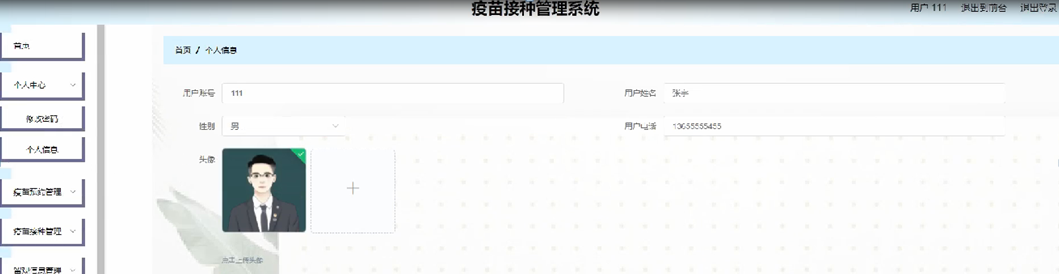 疫苗接种管理系统
用户 111 退出到前台 退出登录
首页
首页 / 个人信息
个人中心
用户账号 111 用户姓名 张宇
修改密码
性别 男 用户电话 13655555455
个人信息
头像
疫苗预约管理
疫苗接种管理
点击上传头像